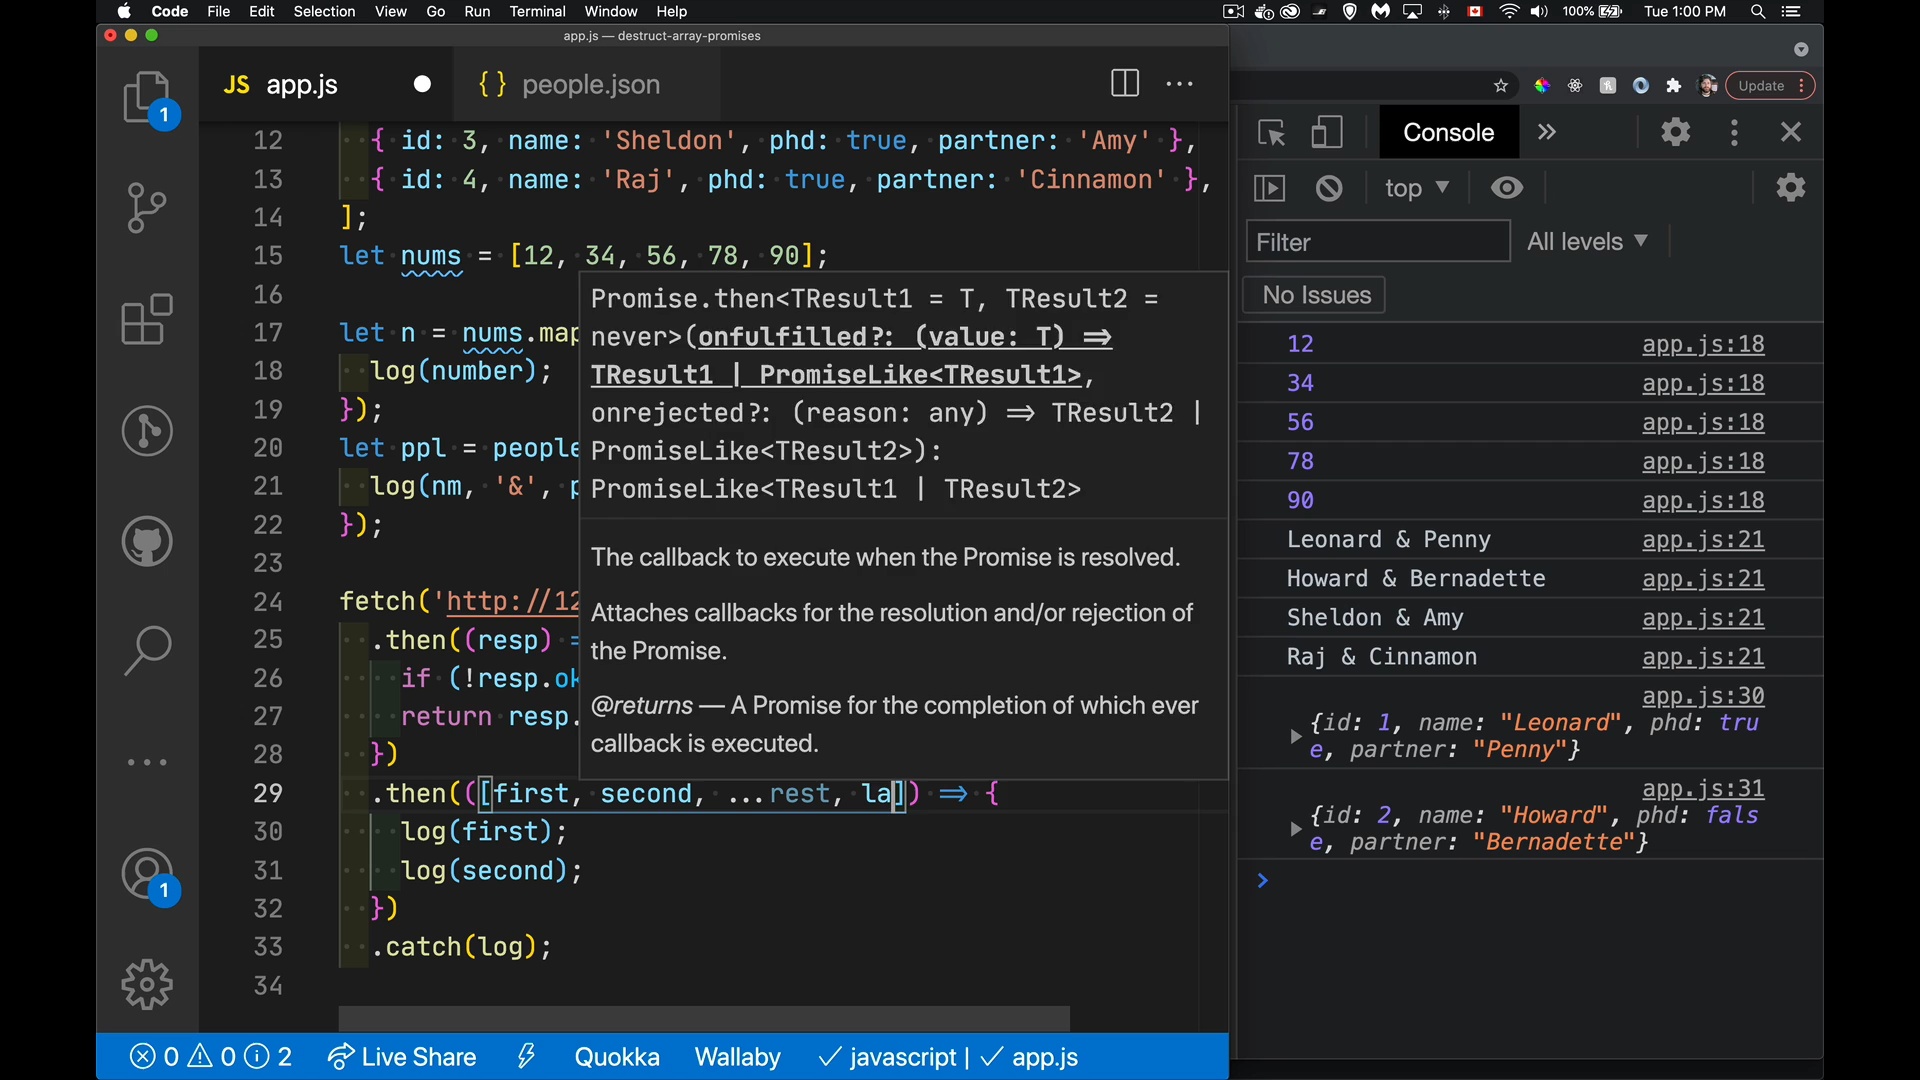 Code File Edit Selection View Go Run Terminal Window Help 100% Tue 1:00 PM
app.js — destruct-array-promises
JS app.js
{ } people.json
1
12 { id: 3, name: 'Sheldon', phd: true, partner: 'Amy' },
13 { id: 4, name: 'Raj', phd: true, partner: 'Cinnamon' },
14 ];
15 let nums = [12, 34, 56, 78, 90];
16
17 let n = nums.map
18 log(number);
19 });
20 let ppl = people
21 log(nm, '&', p
22 });
23
24 fetch('http://12
25 .then((resp) =
26 if (!resp.ok
27 return resp.
28 })
29 .then(([first, second, ...rest, la]) => {
30 log(first);
31 log(second);
32 })
33 .catch(log);
34
Promise.then<TResult1 = T, TResult2 =
never>(onfulfilled?: (value: T) =>
TResult1 | PromiseLike<TResult1>,
onrejected?: (reason: any) => TResult2 |
PromiseLike<TResult2>):
PromiseLike<TResult1 | TResult2>
The callback to execute when the Promise is resolved.
Attaches callbacks for the resolution and/or rejection of
the Promise.
@returns — A Promise for the completion of which ever
callback is executed.
1
0 0 2 Live Share Quokka Wallaby javascript | app.js
Update
Console
top
Filter
All levels
No Issues
12 app.js:18
34 app.js:18
56 app.js:18
78 app.js:18
90 app.js:18
Leonard & Penny app.js:21
Howard & Bernadette app.js:21
Sheldon & Amy app.js:21
Raj & Cinnamon app.js:21
app.js:30
{id: 1, name: "Leonard", phd: tru
e, partner: "Penny"}
app.js:31
{id: 2, name: "Howard", phd: fals
e, partner: "Bernadette"}